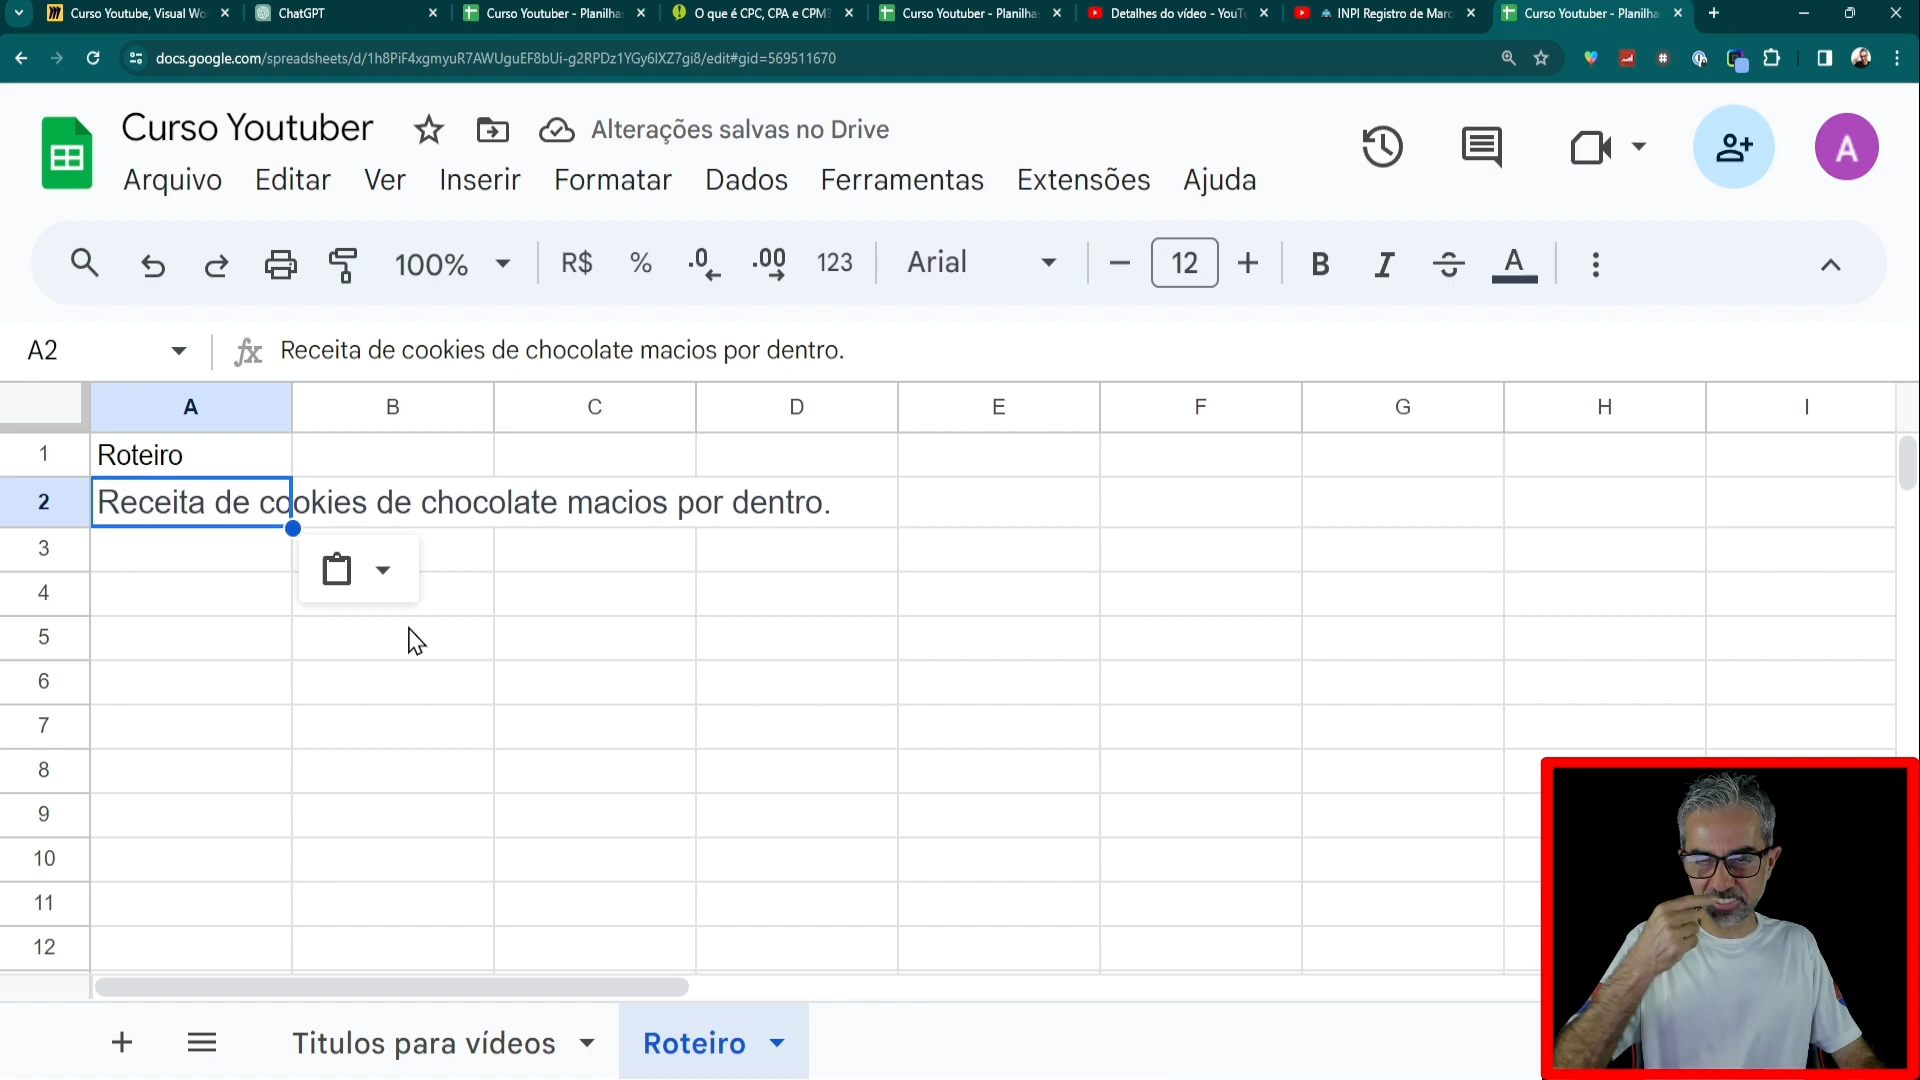 Curso Youtube, Visual Wo
ChatGPT
Curso Youtuber - Planilha
O que é CPC, CPA e CPM?
Curso Youtuber - Planilha
Detalhes do vídeo - YouTu
INPI Registro de Marc
Curso Youtuber - Planilha
docs.google.com/spreadsheets/d/1h8PiF4xgmyuR7AWUguEF8bUi-g2RPDz1YGy6lXZ7gi8/edit#gid=569511670
Curso Youtuber
Alterações salvas no Drive
A
Arquivo Editar Ver Inserir Formatar Dados Ferramentas Extensões Ajuda
100% R$ % .0 .00 123 Arial 12 B I S A
A2 fx Receita de cookies de chocolate macios por dentro.
A B C D E F G H I
1 Roteiro
2 Receita de cookies de chocolate macios por dentro.
3
4
5
6
7
8
9
10
11
12
Titulos para vídeos Roteiro